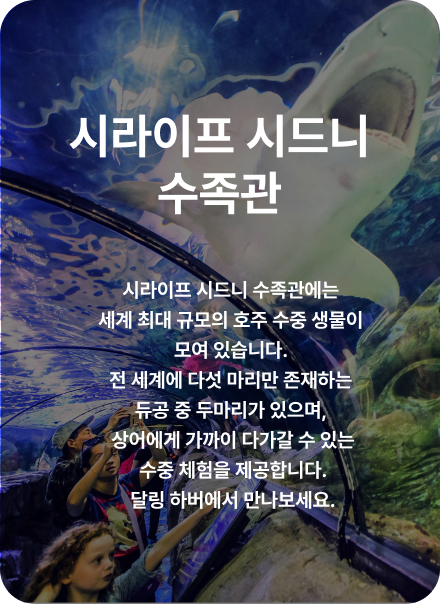 시라이프 시드니
수족관
시라이프 시드니 수족관에는
세계 최대 규모의 호주 수중 생물이
모여 있습니다.
전 세계에 다섯 마리만 존재하는
듀공 중 두마리가 있으며,
상어에게 가까이 다가갈 수 있는
수중 체험을 제공합니다.
달링 하버에서 만나보세요.